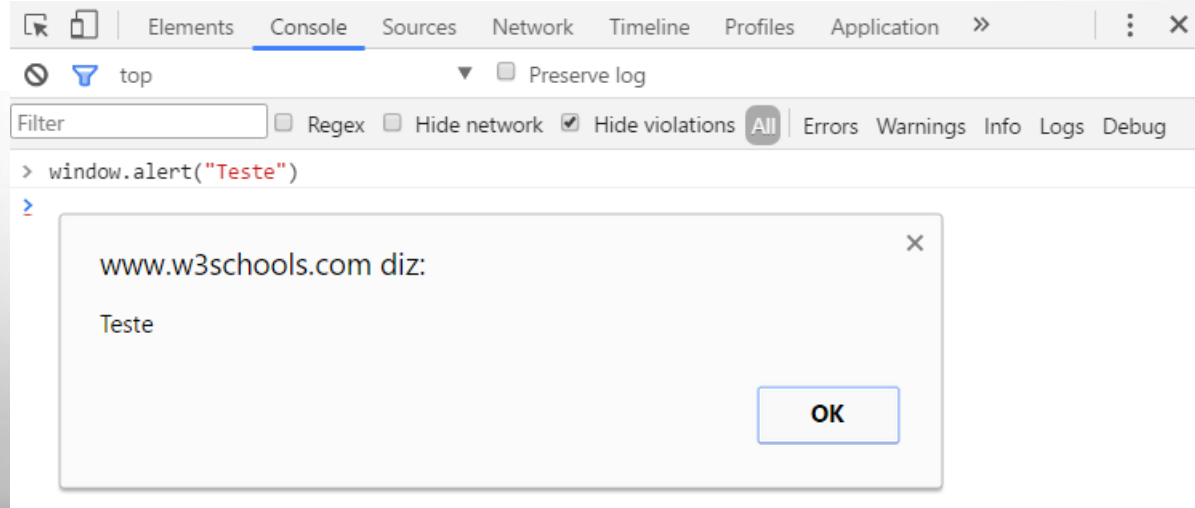 Elements Console Sources Network Timeline Profiles Application »
top ▼ Preserve log
Filter Regex Hide network Hide violations All Errors Warnings Info Logs Debug
> window.alert("Teste")
>
www.w3schools.com diz:
Teste
OK